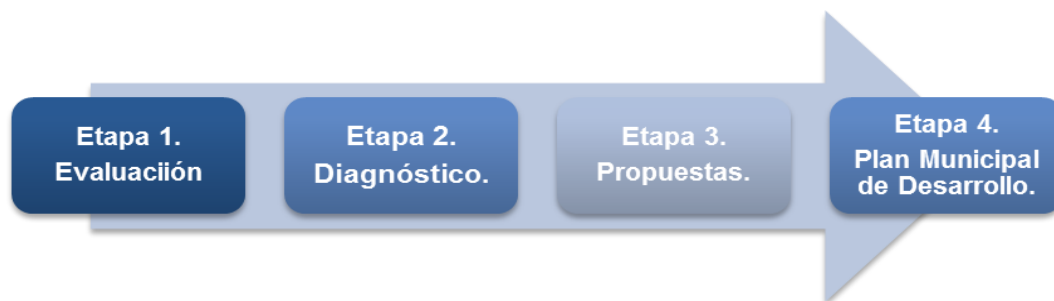 Etapa 1.
Evaluaciión
Etapa 2.
Diagnóstico.
Etapa 3.
Propuestas.
Etapa 4.
Plan Municipal
de Desarrollo.